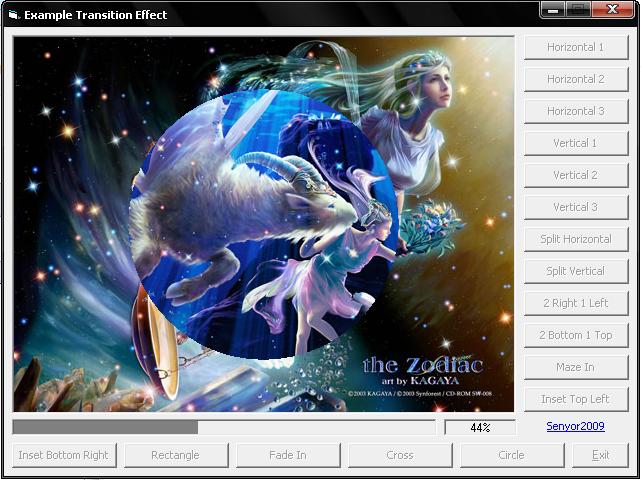 Example Transition Effect
Horizontal 1
Horizontal 2
Horizontal 3
Vertical 1
Vertical 2
Vertical 3
Split Horizontal
Split Vertical
2 Right 1 Left
2 Bottom 1 Top
Maze In
Inset Top Left
the Zodiac
art by KAGAYA
©2003 KAGAYA / ©2003 Synforest / CD-ROM SW-008
44%
Senyor2009
Inset Bottom Right
Rectangle
Fade In
Cross
Circle
Exit